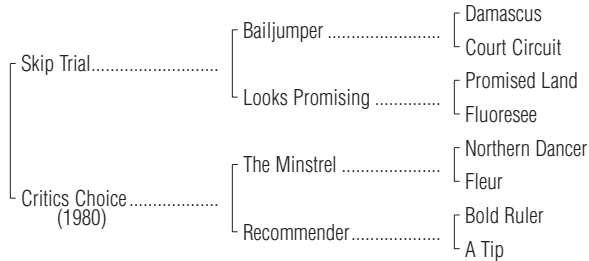 Damascus
Bailjumper ....................
Court Circuit
Skip Trial.......................
Promised Land
Looks Promising ............
Fluoresee
Northern Dancer
The Minstrel ..................
Fleur
Critics Choice................
(1980)
Bold Ruler
Recommender................
A Tip